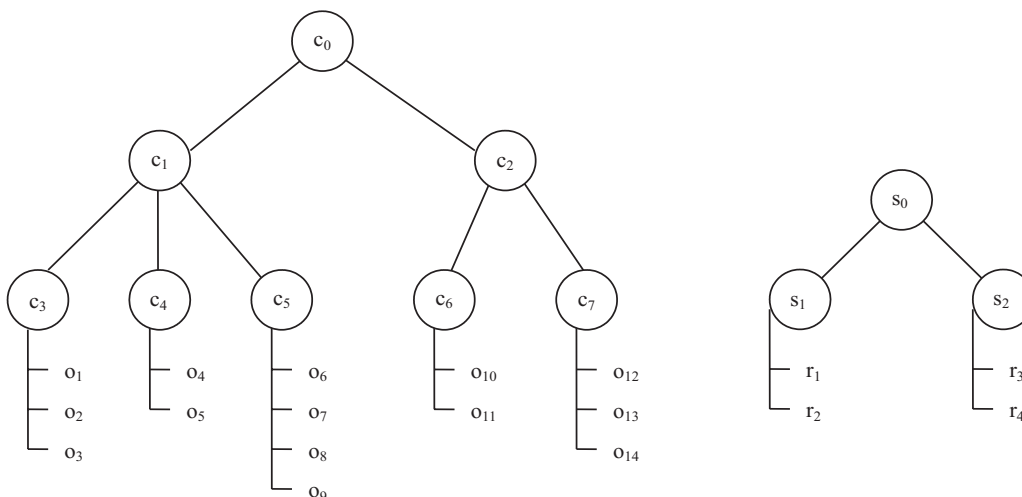 c₀
c₁ c₂
s₀
c₃ c₄ c₅ c₆ c₇ s₁ s₂
o₁ o₄ o₆ o₁₀ o₁₂ r₁ r₃
o₂ o₅ o₇ o₁₁ o₁₃ r₂ r₄
o₃ o₈ o₁₄
o₉